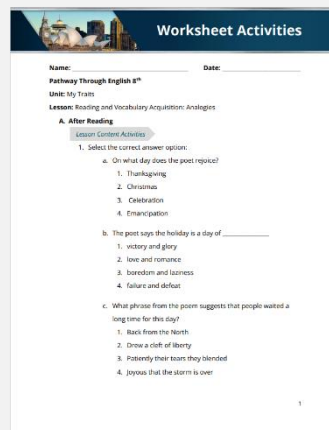 Worksheet Activities
Name: Date:
Pathway Through English 8th
Unit: My Traits
Lesson: Reading and Vocabulary Acquisition: Analogies
A. After Reading
Lesson Content Activities
1. Select the correct answer option:
a. On what day does the poet rejoice?
1. Thanksgiving
2. Christmas
3. Celebration
4. Emancipation
b. The poet says the holiday is a day of ____________
1. victory and glory
2. love and romance
3. boredom and laziness
4. failure and defeat
c. What phrase from the poem suggests that people waited a
long time for this day?
1. Back from the North
2. Drew a cleft of liberty
3. Patiently their tears they blended
4. Joyous that the storm is over
1